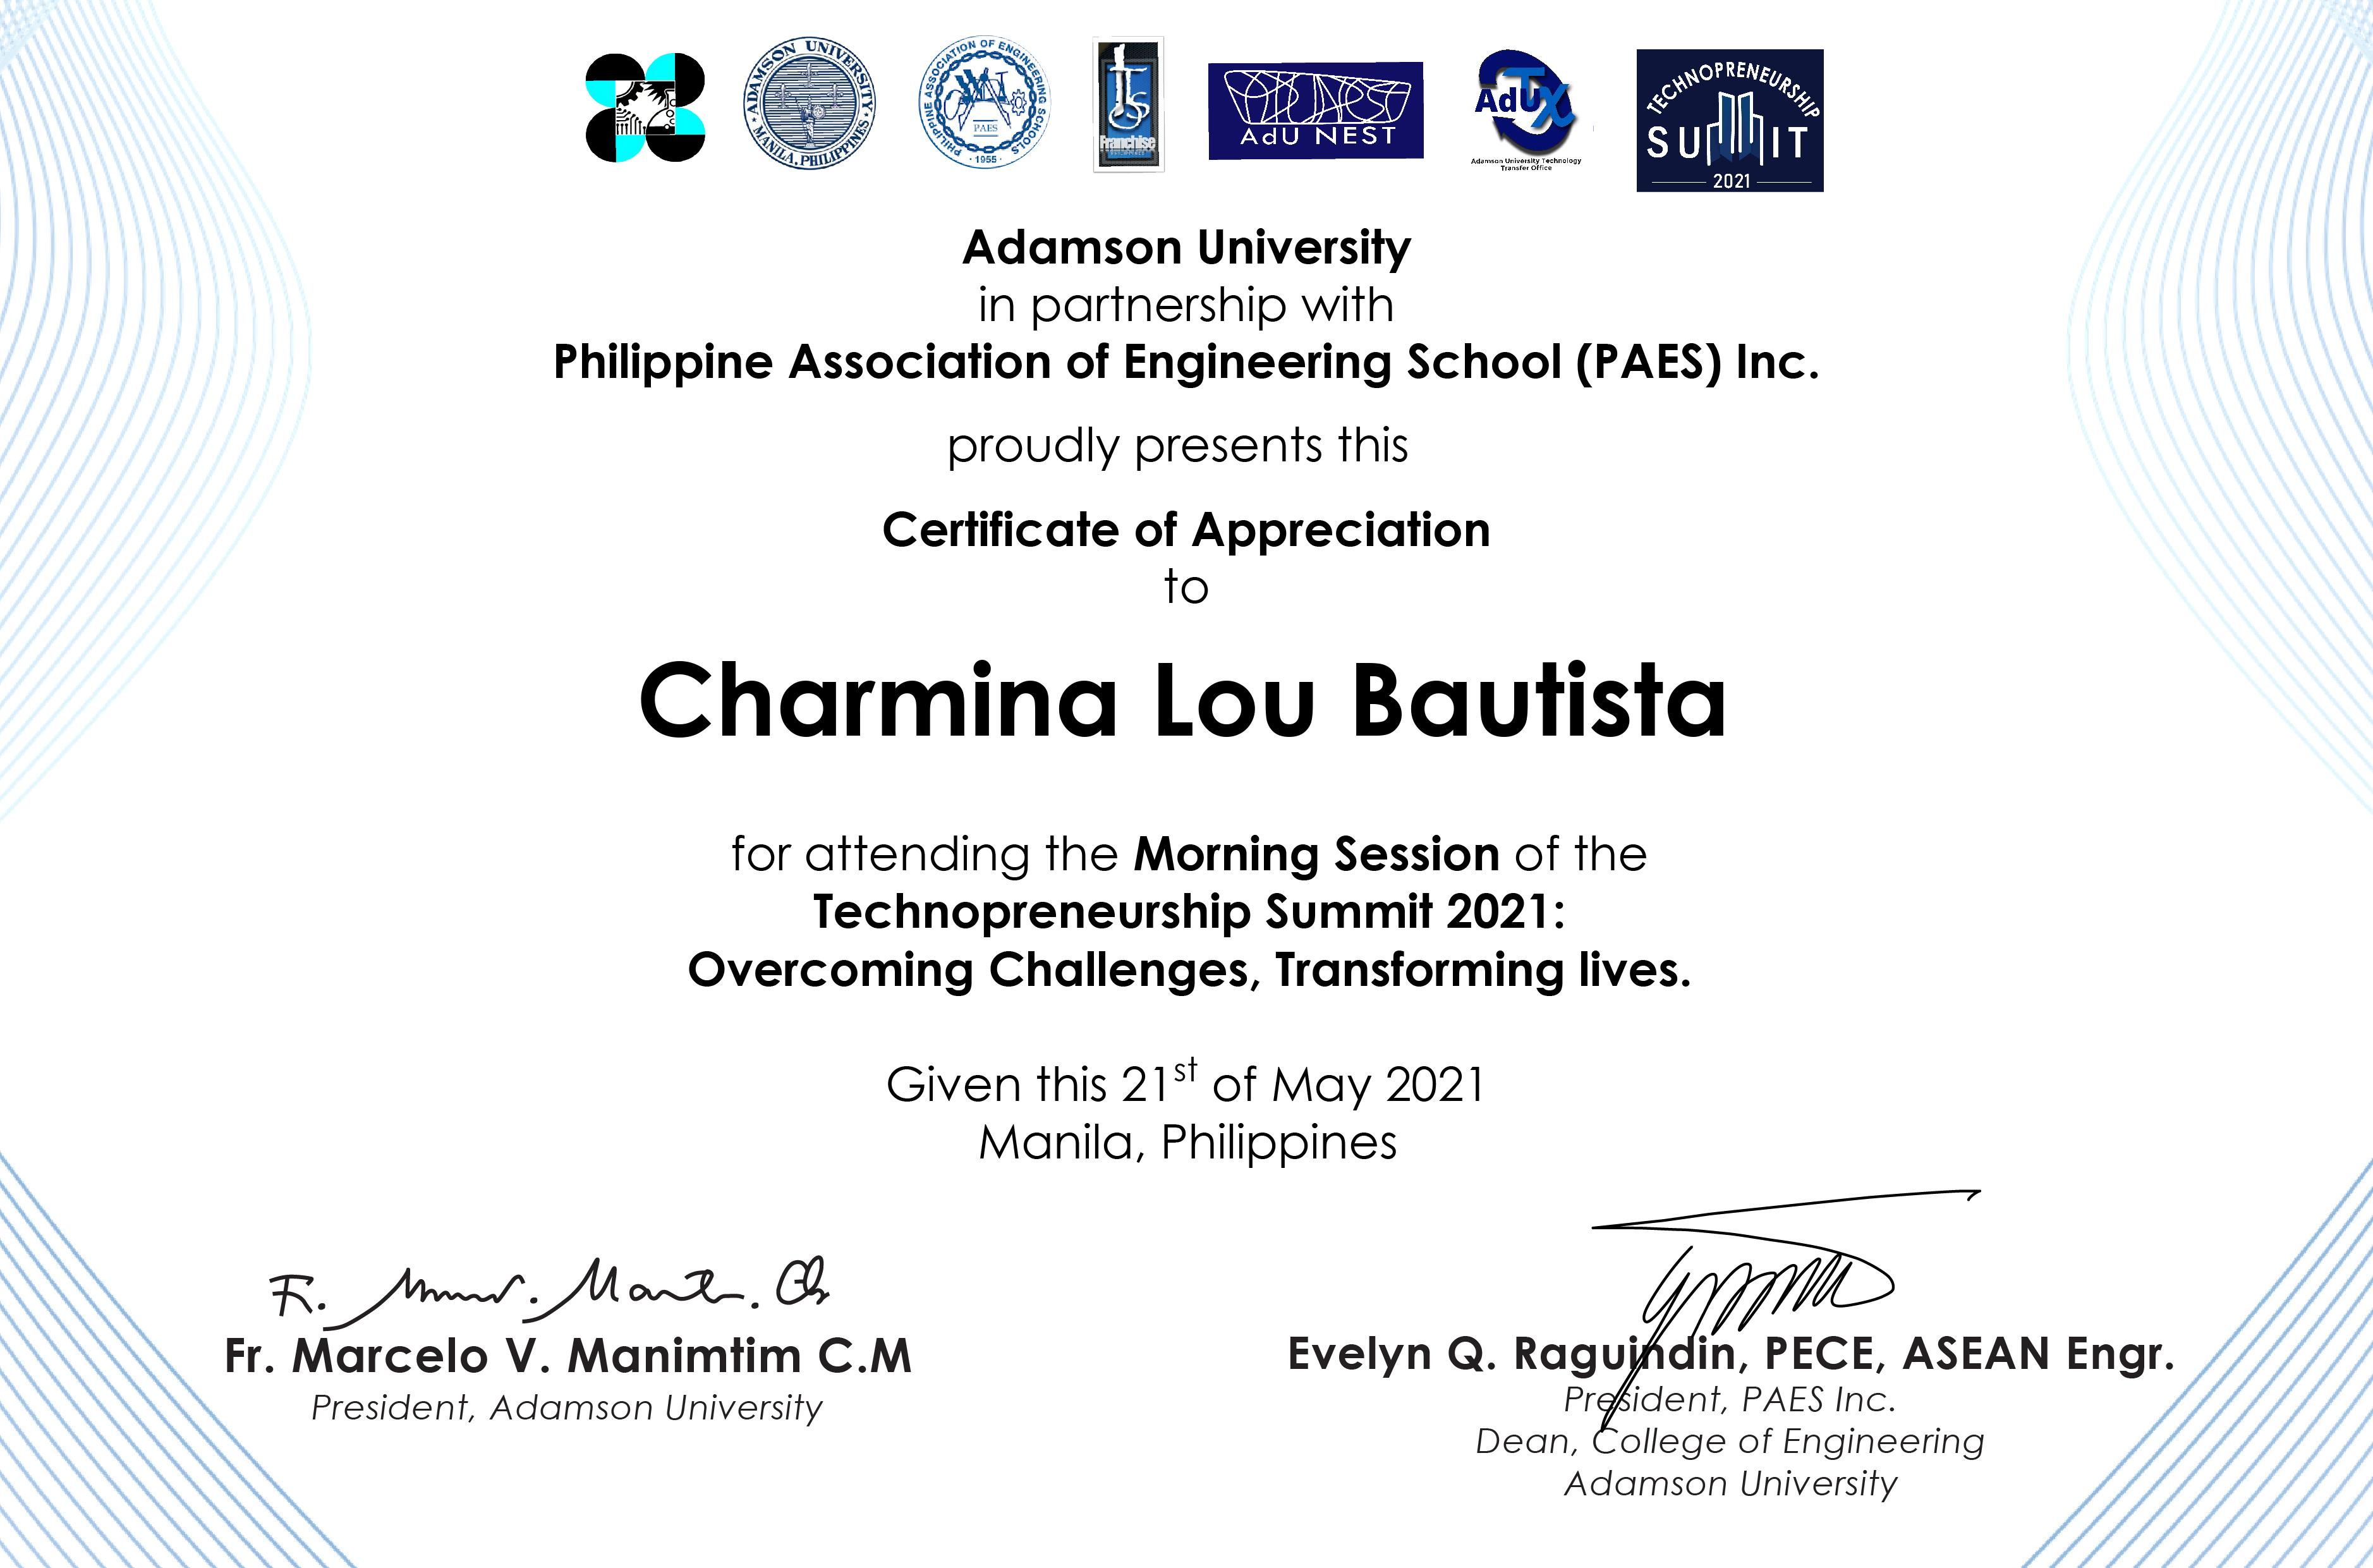 ADAMSON UNIVERSITY
MANILA, PHILIPPINES
PHILIPPINE ASSOCIATION OF ENGINEERING SCHOOLS
PAES
1955
Franchise
AdU NEST
AdUTX
Adamson University Technology
Transfer Office
TECHNOPRENEURSHIP
SUMMIT
2021
Adamson University
in partnership with
Philippine Association of Engineering School (PAES) Inc.
proudly presents this
Certificate of Appreciation
to
Charmina Lou Bautista
for attending the Morning Session of the
Technopreneurship Summit 2021:
Overcoming Challenges, Transforming lives.
Given this 21st of May 2021
Manila, Philippines
Fr. Marcelo V. Manimtim C.M
President, Adamson University
Evelyn Q. Raguindin, PECE, ASEAN Engr.
President, PAES Inc.
Dean, College of Engineering
Adamson University